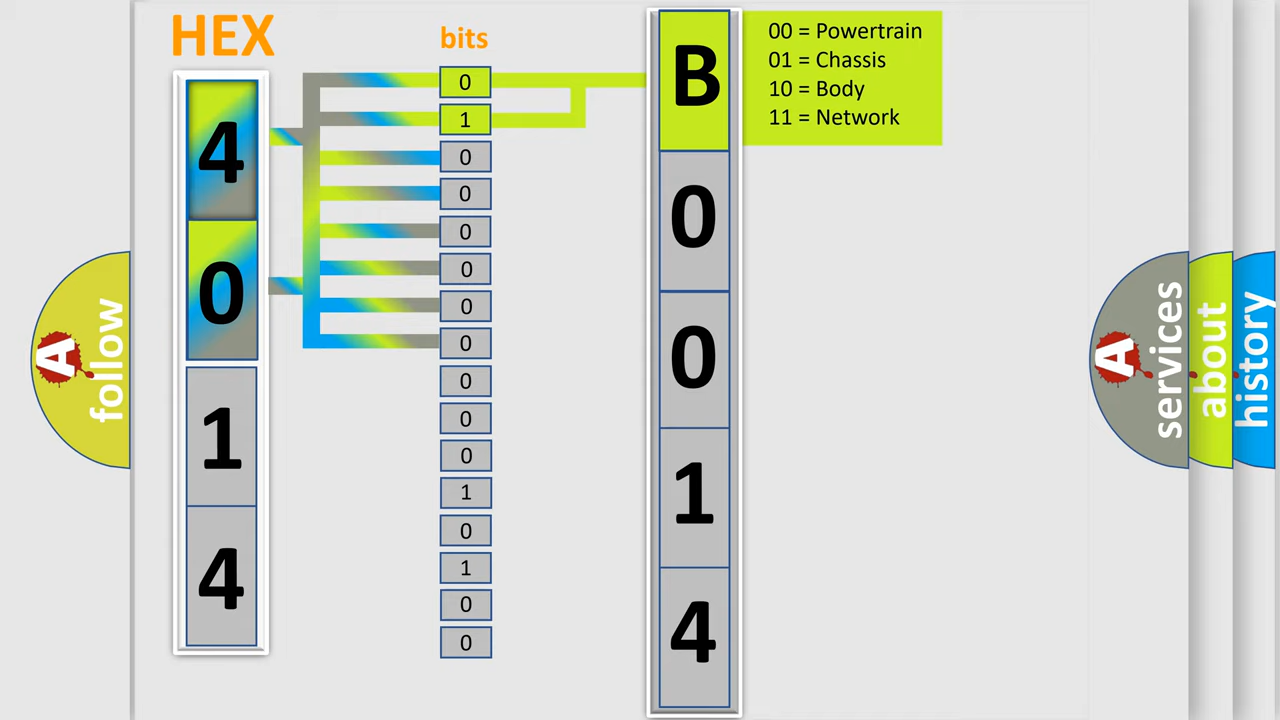 HEX
4
0
1
4
bits
0
1
0
0
0
0
0
0
0
0
0
1
0
1
0
0
B
0
0
1
4
00 = Powertrain
01 = Chassis
10 = Body
11 = Network
A
follow
A
services
about
history